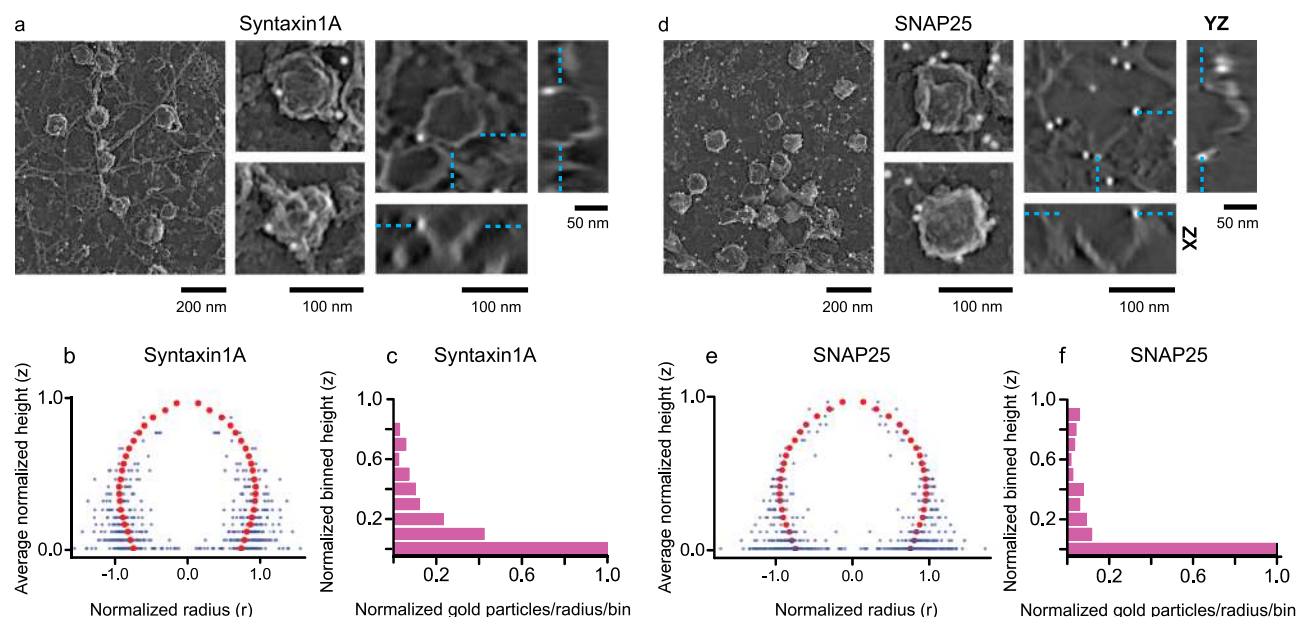 a
Syntaxin1A
200 nm
100 nm
100 nm
50 nm
d
SNAP25
YZ
ZX
200 nm
100 nm
100 nm
50 nm
b
Syntaxin1A
Average normalized height (z)
1.0
0.0
-1.0
0.0
1.0
Normalized radius (r)
c
Syntaxin1A
Normalized binned height (z)
1.0
0.6
0.2
0.2
0.6
1.0
Normalized gold particles/radius/bin
e
SNAP25
Average normalized height (z)
1.0
0.0
-1.0
0.0
1.0
Normalized radius (r)
f
SNAP25
Normalized binned height (z)
1.0
0.6
0.2
0.2
0.6
1.0
Normalized gold particles/radius/bin